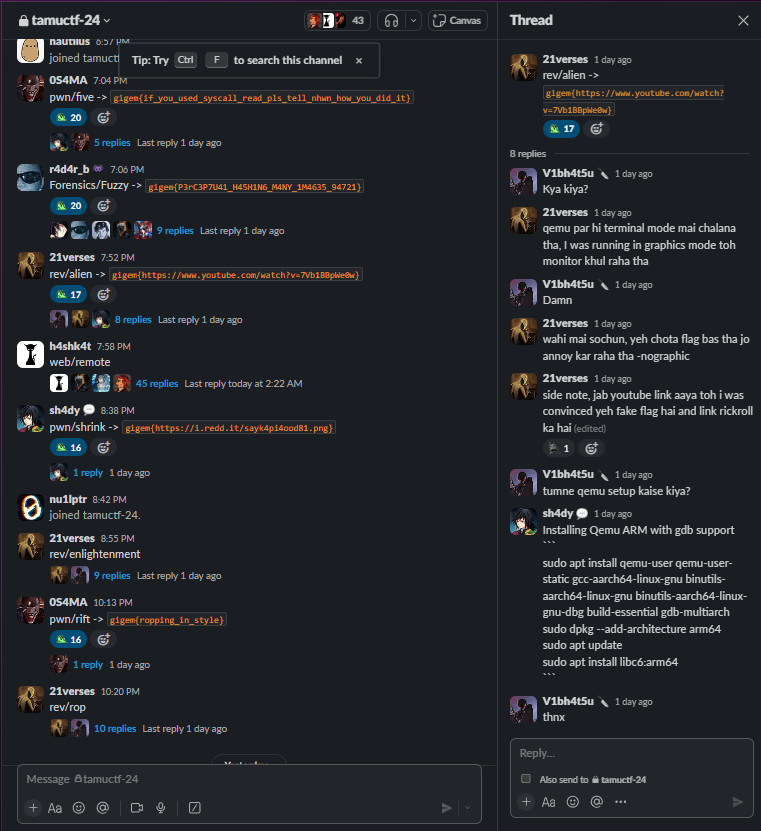 tamuctf-24
43
Canvas
nautilus 6:57 PM
joined tamuctf
Tip: Try Ctrl F to search this channel
0S4MA 7:04 PM
pwn/five -> gigem{if_you_used_syscall_read_pls_tell_nhwn_how_you_did_it}
20
5 replies Last reply 1 day ago
r4d4r_b 7:06 PM
Forensics/Fuzzy -> gigem{P3rC3P7U41_H45H1N6_M4NY_1M4635_94721}
20
9 replies Last reply 1 day ago
21verses 7:52 PM
rev/alien -> gigem{https://www.youtube.com/watch?v=7Vb1BBpWe0w}
17
8 replies Last reply 1 day ago
h4shk4t 7:58 PM
web/remote
45 replies Last reply today at 2:22 AM
sh4dy 8:38 PM
pwn/shrink -> gigem{https://i.redd.it/sayk4pi4ood81.png}
16
1 reply 1 day ago
nu1lptr 8:42 PM
joined tamuctf-24.
21verses 8:55 PM
rev/enlightenment
9 replies Last reply 1 day ago
0S4MA 10:13 PM
pwn/rift -> gigem{ropping_in_style}
16
1 reply 1 day ago
21verses 10:20 PM
rev/rop
10 replies Last reply 1 day ago
Yesterday
Message tamuctf-24
Aa
Thread
21verses 1 day ago
rev/alien ->
gigem{https://www.youtube.com/watch?
v=7Vb1BBpWe0w}
17
8 replies
V1bh4t5u 1 day ago
Kya kiya?
21verses 1 day ago
qemu par hi terminal mode mai chalana
tha, I was running in graphics mode toh
monitor khul raha tha
V1bh4t5u 1 day ago
Damn
21verses 1 day ago
wahi mai sochun, yeh chota flag bas tha jo
annoy kar raha tha -nographic
21verses 1 day ago
side note, jab youtube link aaya toh i was
convinced yeh fake flag hai and link rickroll
ka hai (edited)
1
V1bh4t5u 1 day ago
tumne qemu setup kaise kiya?
sh4dy 1 day ago
Installing Qemu ARM with gdb support
```
sudo apt install qemu-user qemu-user-
static gcc-aarch64-linux-gnu binutils-
aarch64-linux-gnu binutils-aarch64-linux-
gnu-dbg build-essential gdb-multiarch
sudo dpkg --add-architecture arm64
sudo apt update
sudo apt install libc6:arm64
```
V1bh4t5u 1 day ago
thnx
Reply...
Also send to tamuctf-24
Aa